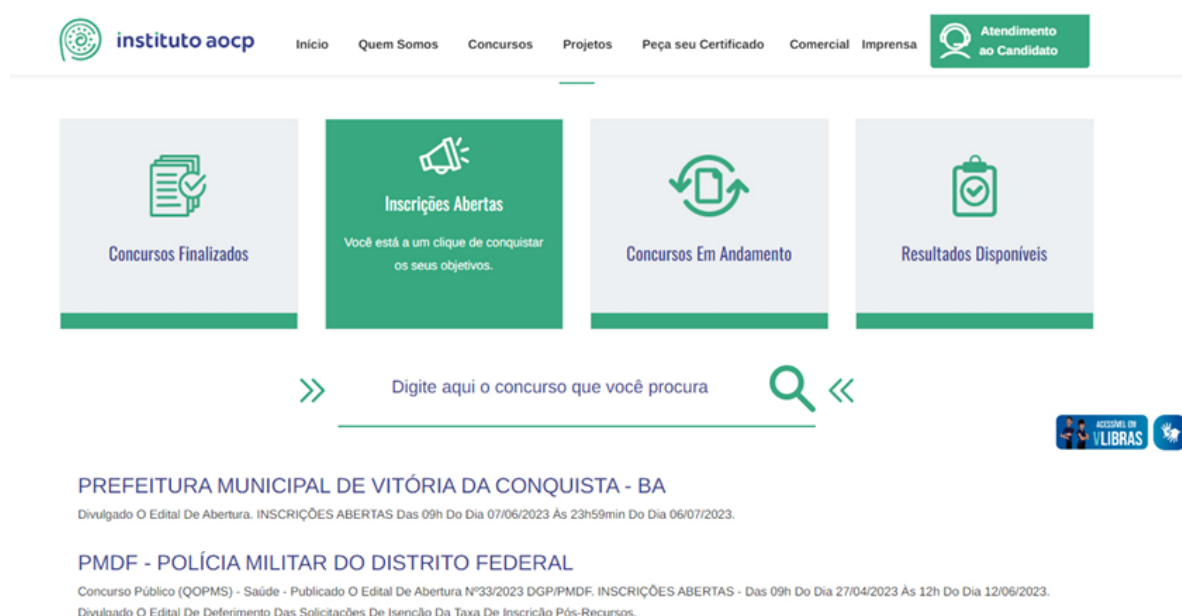 instituto aocp
Início Quem Somos Concursos Projetos Peça seu Certificado Comercial Imprensa
Atendimento
ao Candidato
Concursos Finalizados
Inscrições Abertas
Você está a um clique de conquistar
os seus objetivos.
Concursos Em Andamento
Resultados Disponíveis
Digite aqui o concurso que você procura
ACESSÍVEL EM
VLIBRAS
PREFEITURA MUNICIPAL DE VITÓRIA DA CONQUISTA - BA
Divulgado O Edital De Abertura. INSCRIÇÕES ABERTAS Das 09h Do Dia 07/06/2023 Às 23h59min Do Dia 06/07/2023.
PMDF - POLÍCIA MILITAR DO DISTRITO FEDERAL
Concurso Público (QOPMS) - Saúde - Publicado O Edital De Abertura Nº33/2023 DGP/PMDF. INSCRIÇÕES ABERTAS - Das 09h Do Dia 27/04/2023 Às 12h Do Dia 12/06/2023.
Divulgado O Edital De Deferimento Das Solicitações De Isenção Da Taxa De Inscrição Pós-Recursos.